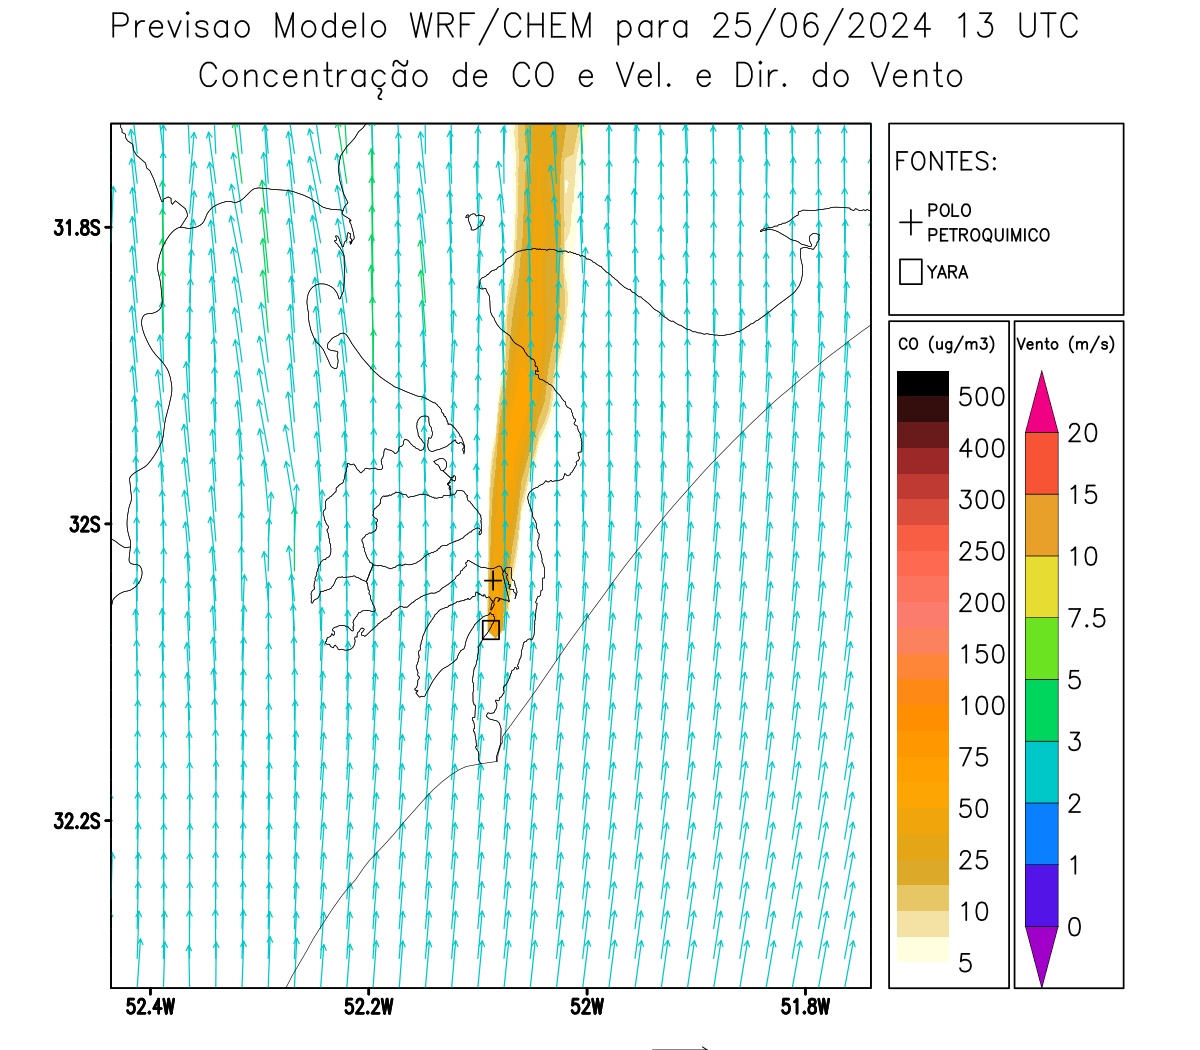 Previsao Modelo WRF/CHEM para 25/06/2024 13 UTC
Concentração de CO e Vel. e Dir. do Vento
FONTES:
POLO
PETROQUIMICO
YARA
31.8S
32S
32.2S
52.4W
52.2W
52W
51.8W
CO (ug/m3)
500
400
300
250
200
150
100
75
50
25
10
5
Vento (m/s)
20
15
10
7.5
5
3
2
1
0